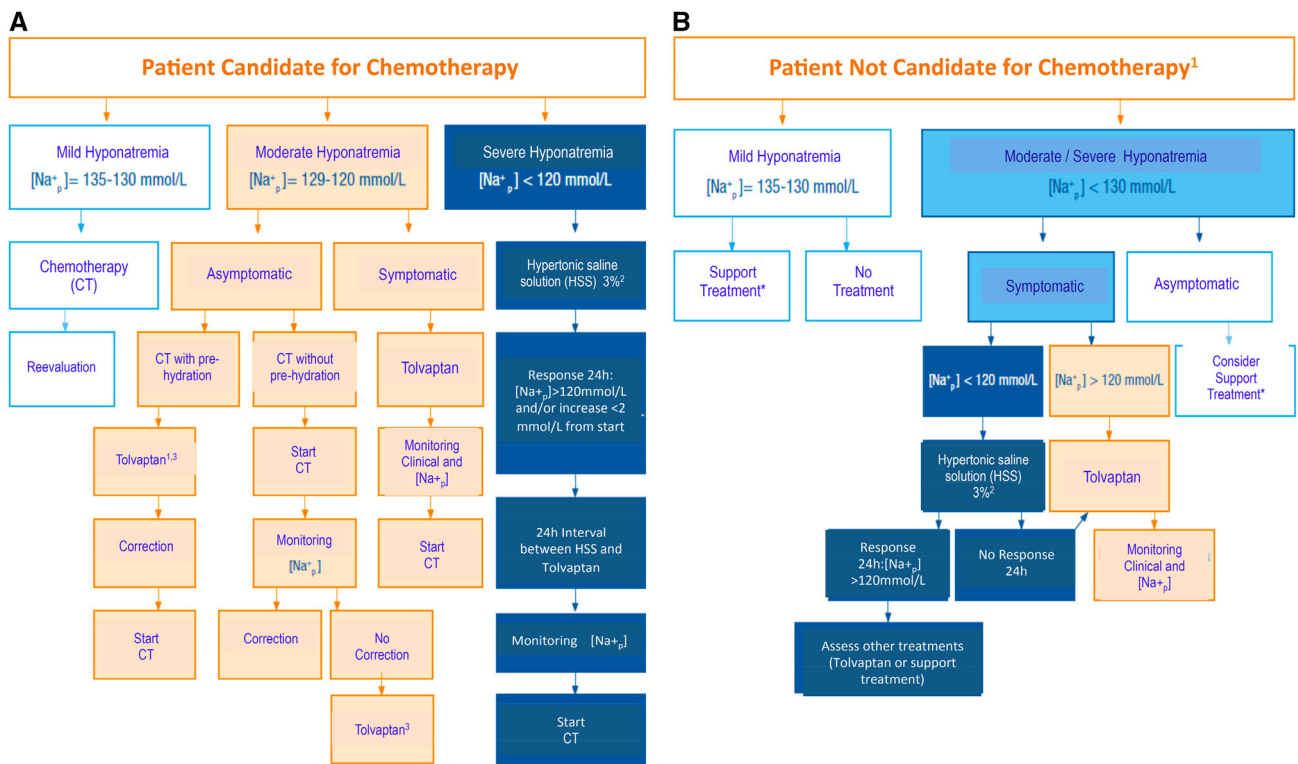 A
Patient Candidate for Chemotherapy
Mild Hyponatremia
[Na⁺p]= 135-130 mmol/L
Moderate Hyponatremia
[Na⁺p]= 129-120 mmol/L
Severe Hyponatremia
[Na⁺p] < 120 mmol/L
Chemotherapy
(CT)
Asymptomatic
Symptomatic
Hypertonic saline
solution (HSS) 3%²
Reevaluation
CT with pre-
hydration
CT without
pre-hydration
Tolvaptan
Response 24h:
[Na+p]>120mmol/L
and/or increase <2
mmol/L from start
Tolvaptan¹,³
Start
CT
Monitoring
Clinical and
[Na+p]
Correction
Monitoring
[Na⁺p]
Start
CT
24h Interval
between HSS and
Tolvaptan
Start
CT
Correction
No
Correction
Monitoring [Na+p]
Tolvaptan³
Start
CT
B
Patient Not Candidate for Chemotherapy¹
Mild Hyponatremia
[Na⁺p]= 135-130 mmol/L
Moderate / Severe Hyponatremia
[Na⁺p] < 130 mmol/L
Support
Treatment*
No
Treatment
Symptomatic
Asymptomatic
[Na⁺p] < 120 mmol/L
[Na⁺p] > 120 mmol/L
Consider
Support
Treatment*
Hypertonic saline
solution (HSS)
3%²
Tolvaptan
Response
24h:[Na+p]
>120mmol/L
No Response
24h
Monitoring
Clinical and
[Na+p]
Assess other treatments
(Tolvaptan or support
treatment)